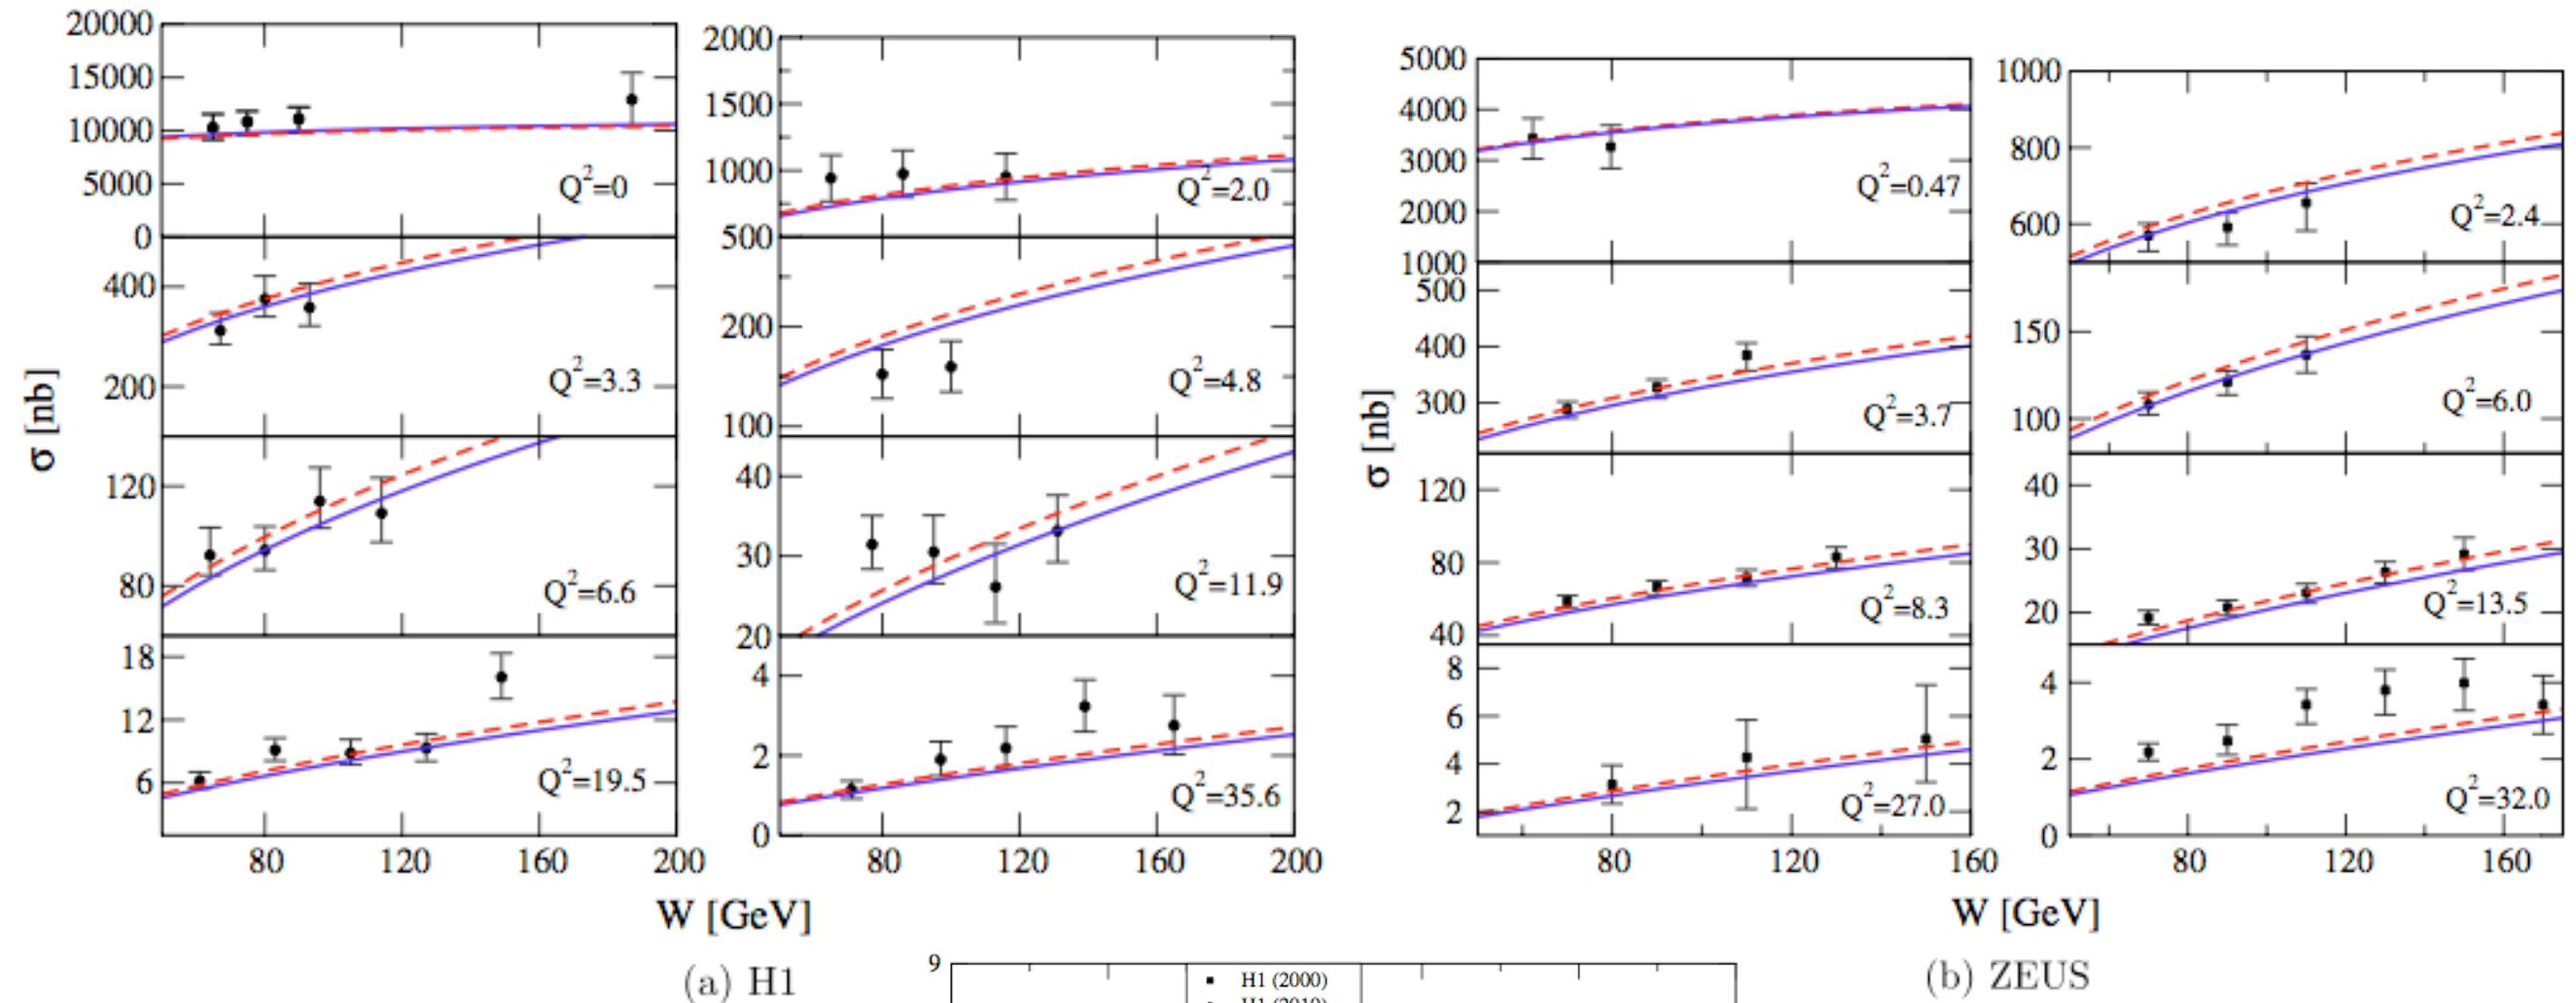 20000
15000
10000
5000
0
Q²=0
2000
1500
1000
500
Q²=2.0
400
200
Q²=3.3
200
100
Q²=4.8
120
80
Q²=6.6
40
30
20
Q²=11.9
18
12
6
Q²=19.5
4
2
0
Q²=35.6
80 120 160 200
80 120 160 200
σ [nb]
W [GeV]
(a) H1
5000
4000
3000
2000
1000
Q²=0.47
1000
800
600
Q²=2.4
500
400
300
Q²=3.7
150
100
Q²=6.0
120
80
40
Q²=8.3
40
30
20
Q²=13.5
8
6
4
2
Q²=27.0
4
2
0
Q²=32.0
80 120 160
80 120 160
σ [nb]
W [GeV]
(b) ZEUS
9
H1 (2000)